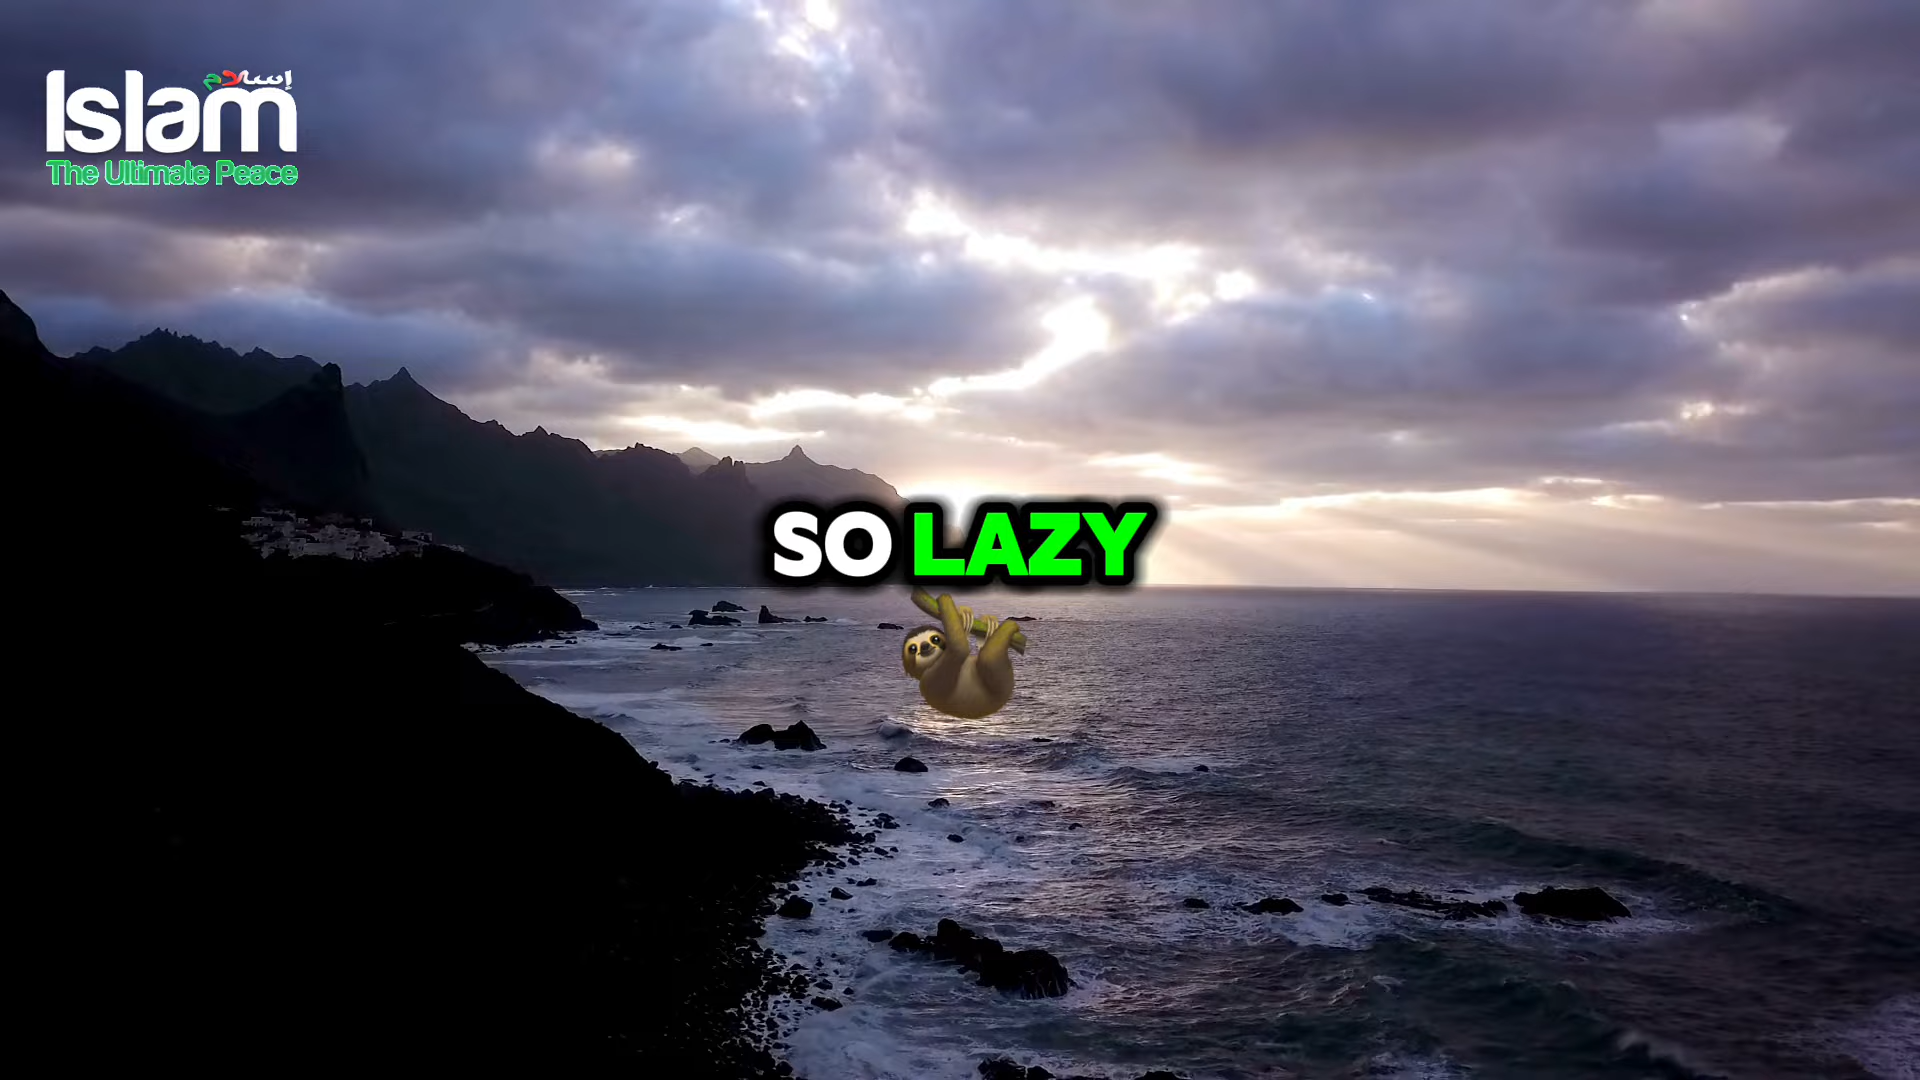 إسلام
Islam
The Ultimate Peace
SO LAZY